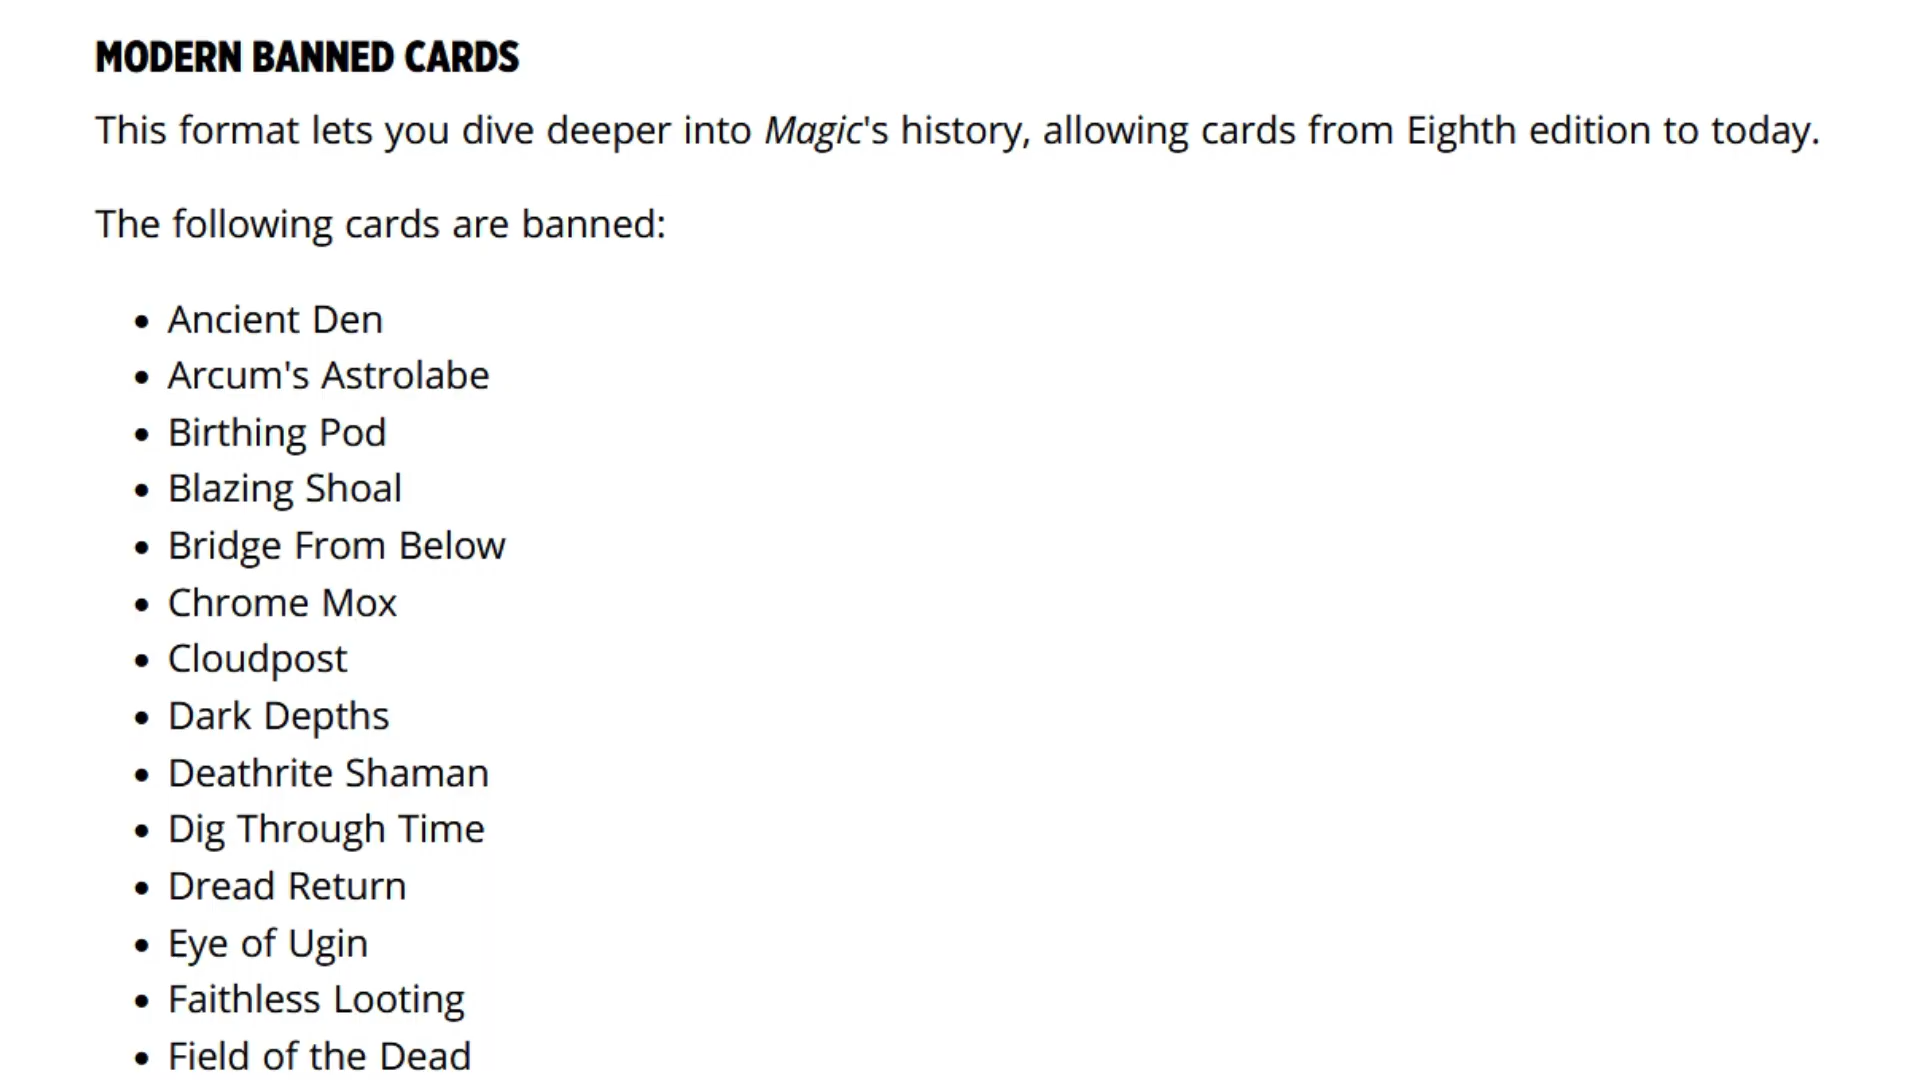 MODERN BANNED CARDS
This format lets you dive deeper into Magic's history, allowing cards from Eighth edition to today.
The following cards are banned:
• Ancient Den
• Arcum's Astrolabe
• Birthing Pod
• Blazing Shoal
• Bridge From Below
• Chrome Mox
• Cloudpost
• Dark Depths
• Deathrite Shaman
• Dig Through Time
• Dread Return
• Eye of Ugin
• Faithless Looting
• Field of the Dead